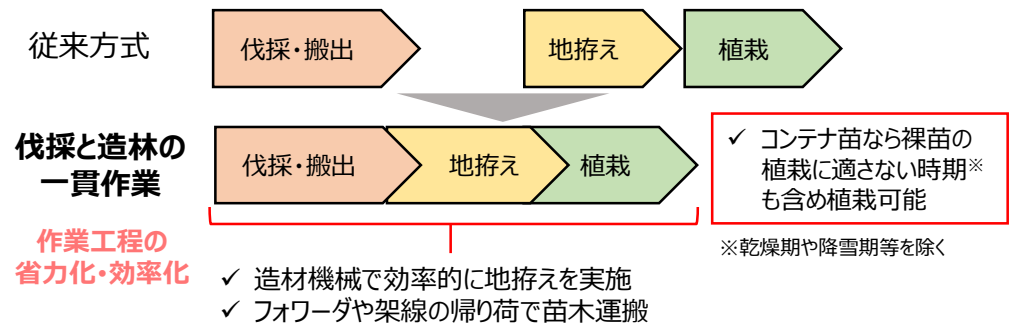 従来方式
伐採・搬出
地拵え
植栽
伐採と造林の
一貫作業
伐採・搬出
地拵え
植栽
✓ コンテナ苗なら裸苗の
植栽に適さない時期※
も含め植栽可能
※乾燥期や降雪期等を除く
作業工程の
省力化・効率化
✓ 造材機械で効率的に地拵えを実施
✓ フォワーダや架線の帰り荷で苗木運搬